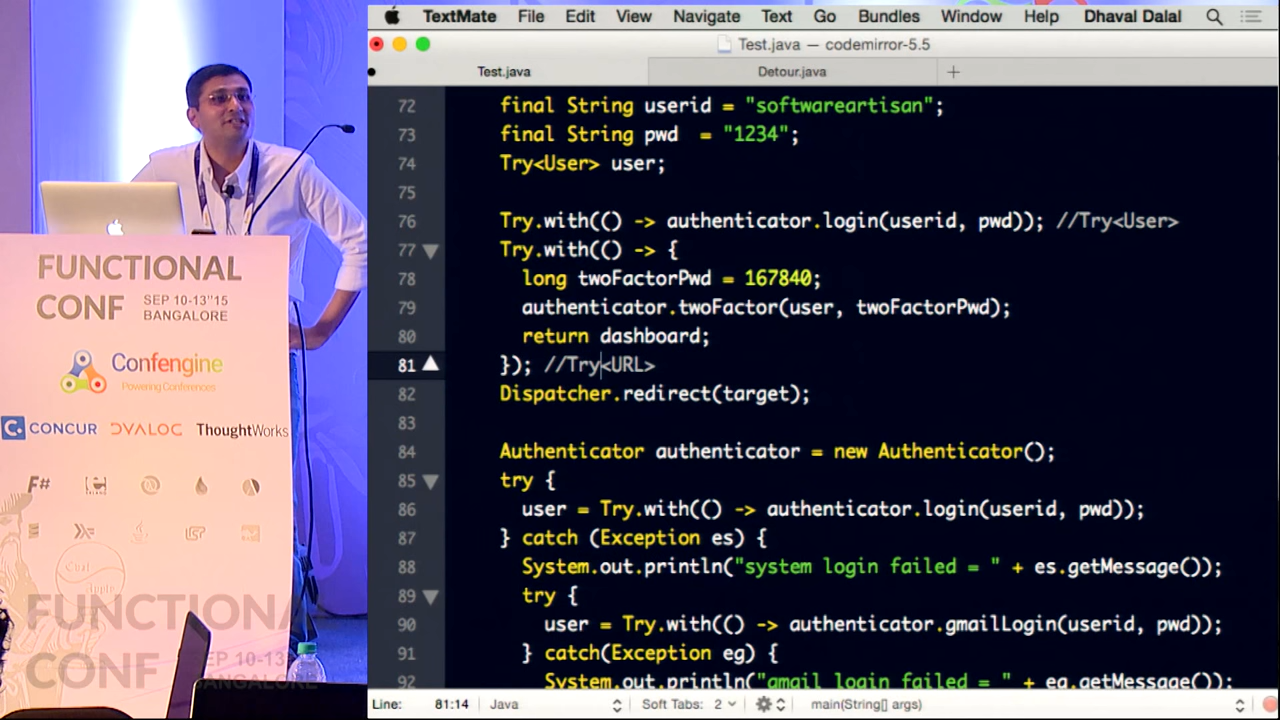 TextMate File Edit View Navigate Text Go Bundles Window Help Dhaval Dalal
Test.java — codemirror-5.5
Test.java Detour.java +
72 final String userid = "softwareartisan";
73 final String pwd = "1234";
74 Try<User> user;
75
76 Try.with(() -> authenticator.login(userid, pwd)); //Try<User>
77 Try.with(() -> {
78 long twoFactorPwd = 167840;
79 authenticator.twoFactor(user, twoFactorPwd);
80 return dashboard;
81 }); //Try<URL>
82 Dispatcher.redirect(target);
83
84 Authenticator authenticator = new Authenticator();
85 try {
86 user = Try.with(() -> authenticator.login(userid, pwd));
87 } catch (Exception es) {
88 System.out.println("system login failed = " + es.getMessage());
89 try {
90 user = Try.with(() -> authenticator.gmailLogin(userid, pwd));
91 } catch(Exception eg) {
92 System.out.println("gmail login failed = " + eg.getMessage());
Line: 81:14 Java Soft Tabs: 2 main(String[] args)
FUNCTIONAL
CONF SEP 10-13"15
BANGALORE
Confengine
Powering Conferences
C. CONCUR DVALOC ThoughtWorks
F#
FUNCTIONA
CONF SEP 10-13
BANGALORE